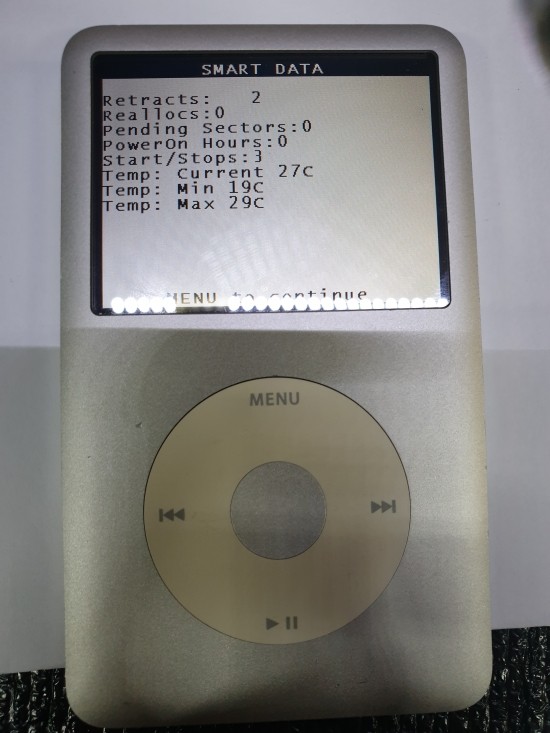 SMART DATA
Retracts: 2
Reallocs:0
Pending Sectors:0
PowerOn Hours:0
Start/Stops:3
Temp: Current 27c
Temp: Min 19c
Temp: Max 29c
MENU to continue
MENU